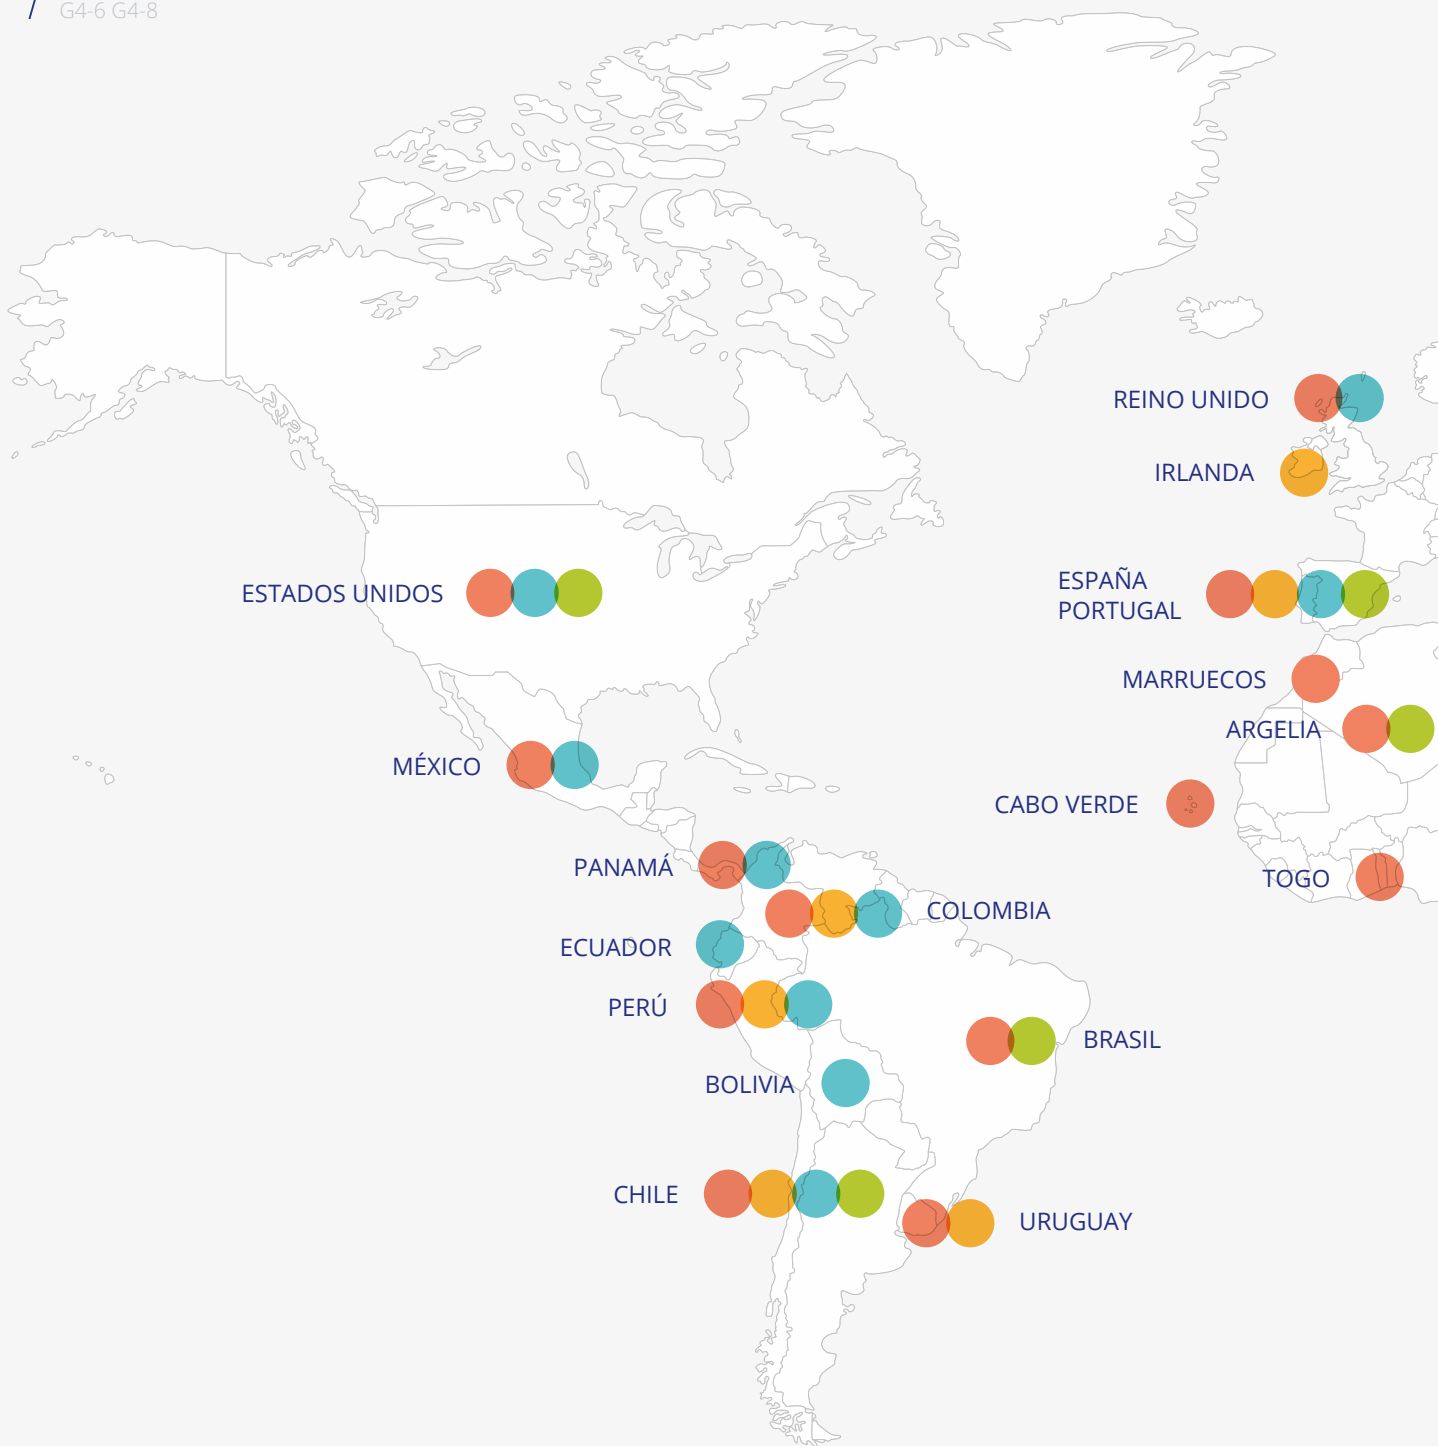 / G4-6 G4-8
REINO UNIDO
IRLANDA
ESTADOS UNIDOS
ESPAÑA
PORTUGAL
MARRUECOS
ARGELIA
MÉXICO
CABO VERDE
PANAMÁ
TOGO
COLOMBIA
ECUADOR
PERÚ
BRASIL
BOLIVIA
CHILE
URUGUAY